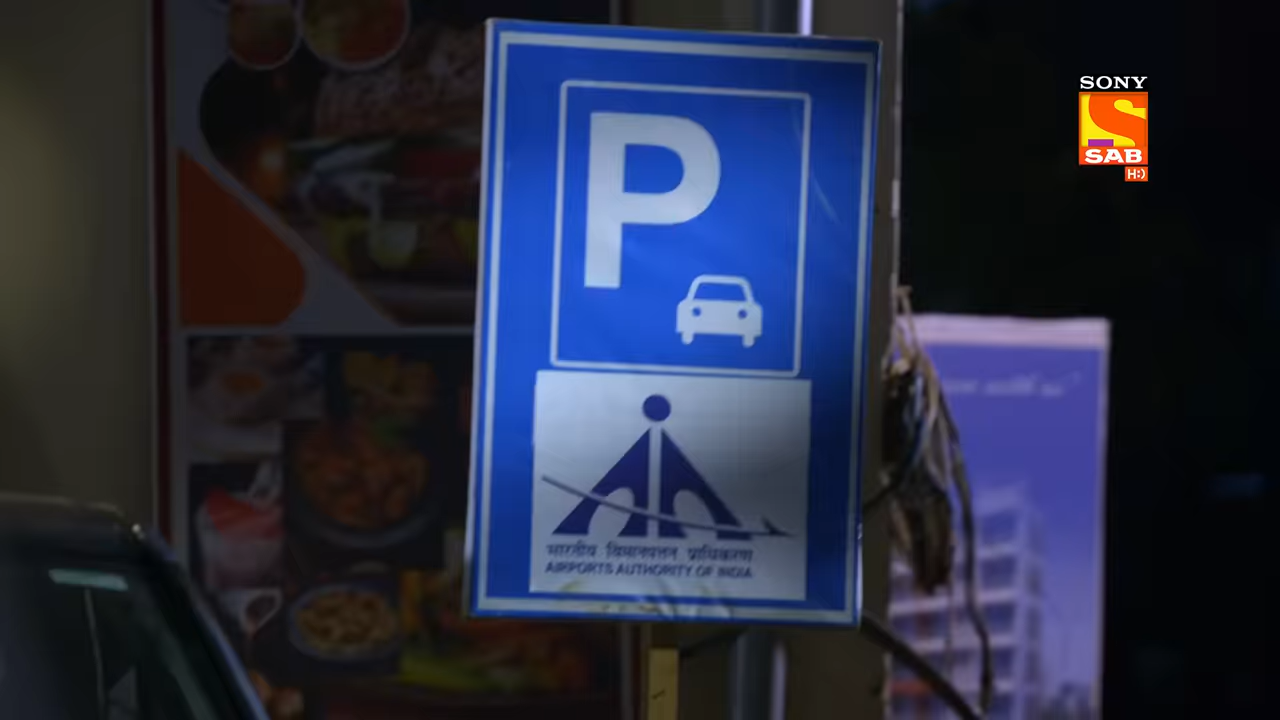 SONY
SAB
HD
P
भारतीय विमानपत्तन प्राधिकरण
AIRPORTS AUTHORITY OF INDIA